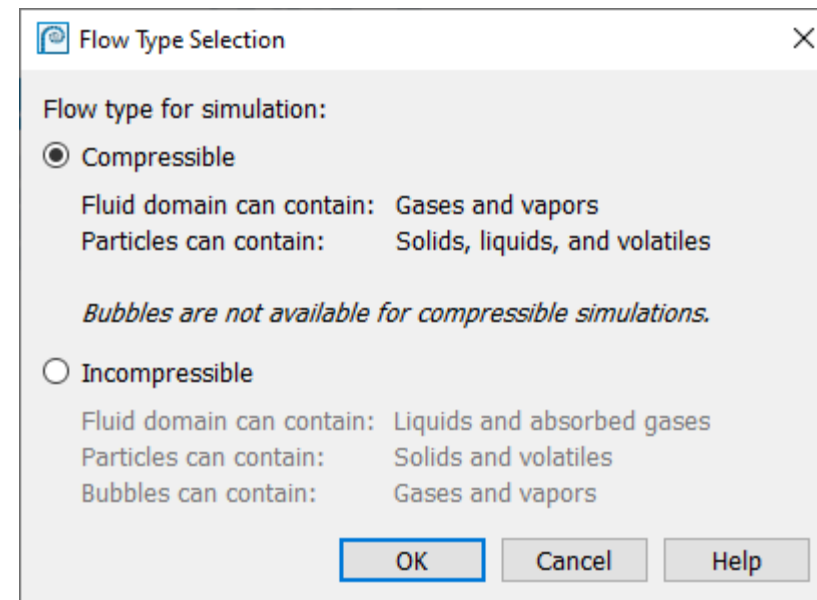 Flow Type Selection
Flow type for simulation:
Compressible
Fluid domain can contain: Gases and vapors
Particles can contain: Solids, liquids, and volatiles
Bubbles are not available for compressible simulations.
Incompressible
Fluid domain can contain: Liquids and absorbed gases
Particles can contain: Solids and volatiles
Bubbles can contain: Gases and vapors
OK Cancel Help